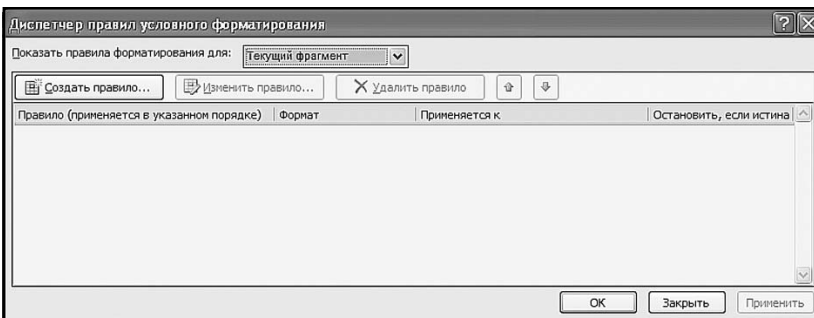 Диспетчер правил условного форматирования
Показать правила форматирования для: Текущий фрагмент
Создать правило... Изменить правило... Удалить правило
Правило (применяется в указанном порядке) Формат Применяется к Остановить, если истина
ОК Закрыть Применить